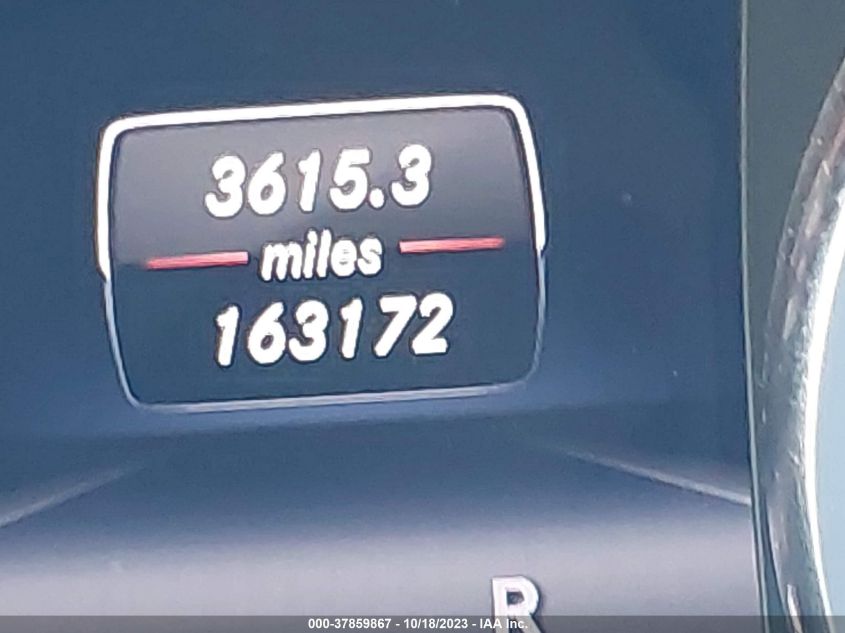 3615.3
miles
163172
R
000-37859867 - 10/18/2023 - IAA Inc.